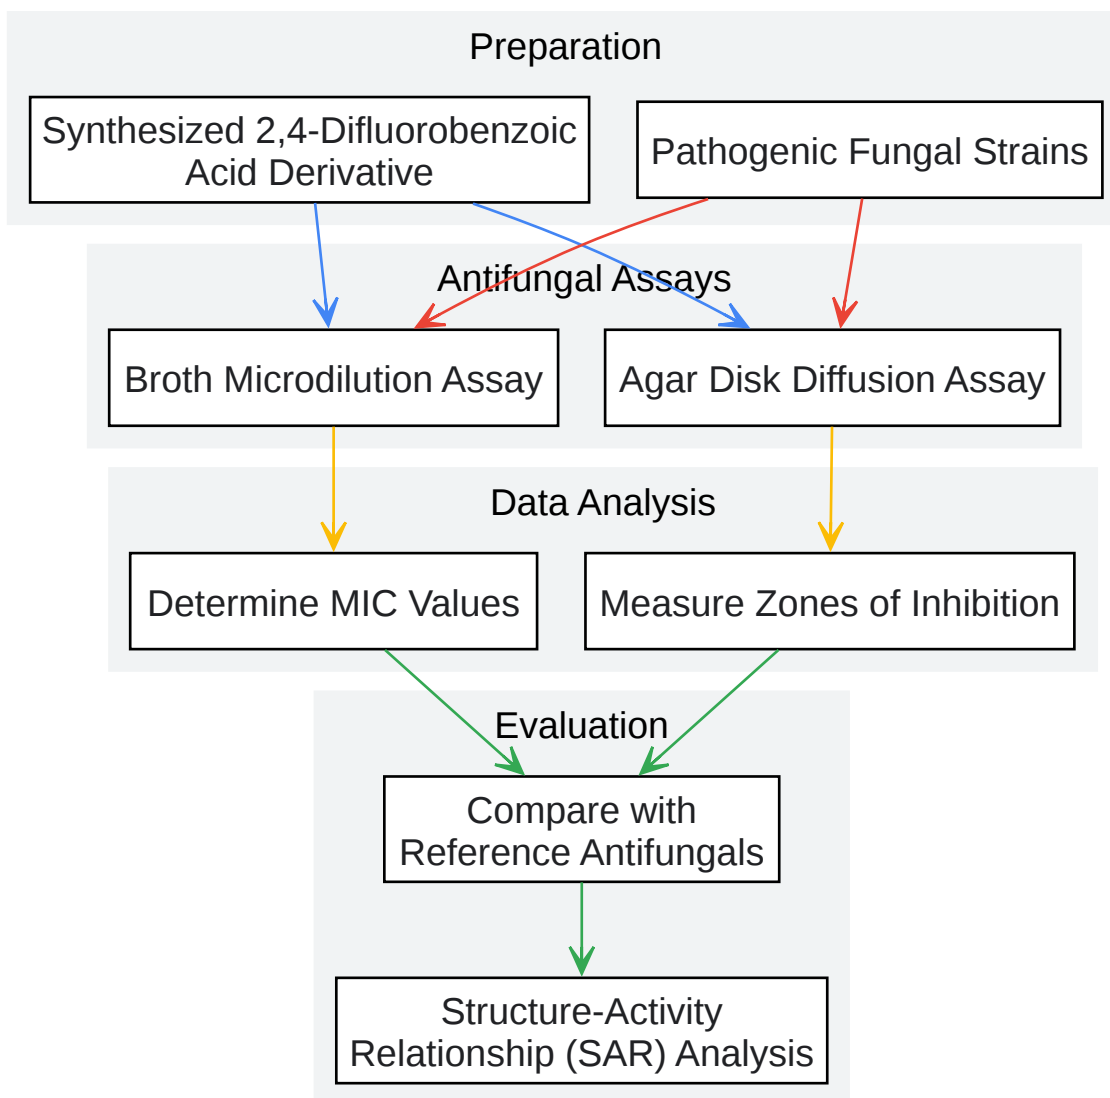 Preparation
Synthesized 2,4-Difluorobenzoic
Acid Derivative
Pathogenic Fungal Strains
Antifungal Assays
Broth Microdilution Assay
Agar Disk Diffusion Assay
Data Analysis
Determine MIC Values
Measure Zones of Inhibition
Evaluation
Compare with
Reference Antifungals
Structure-Activity
Relationship (SAR) Analysis